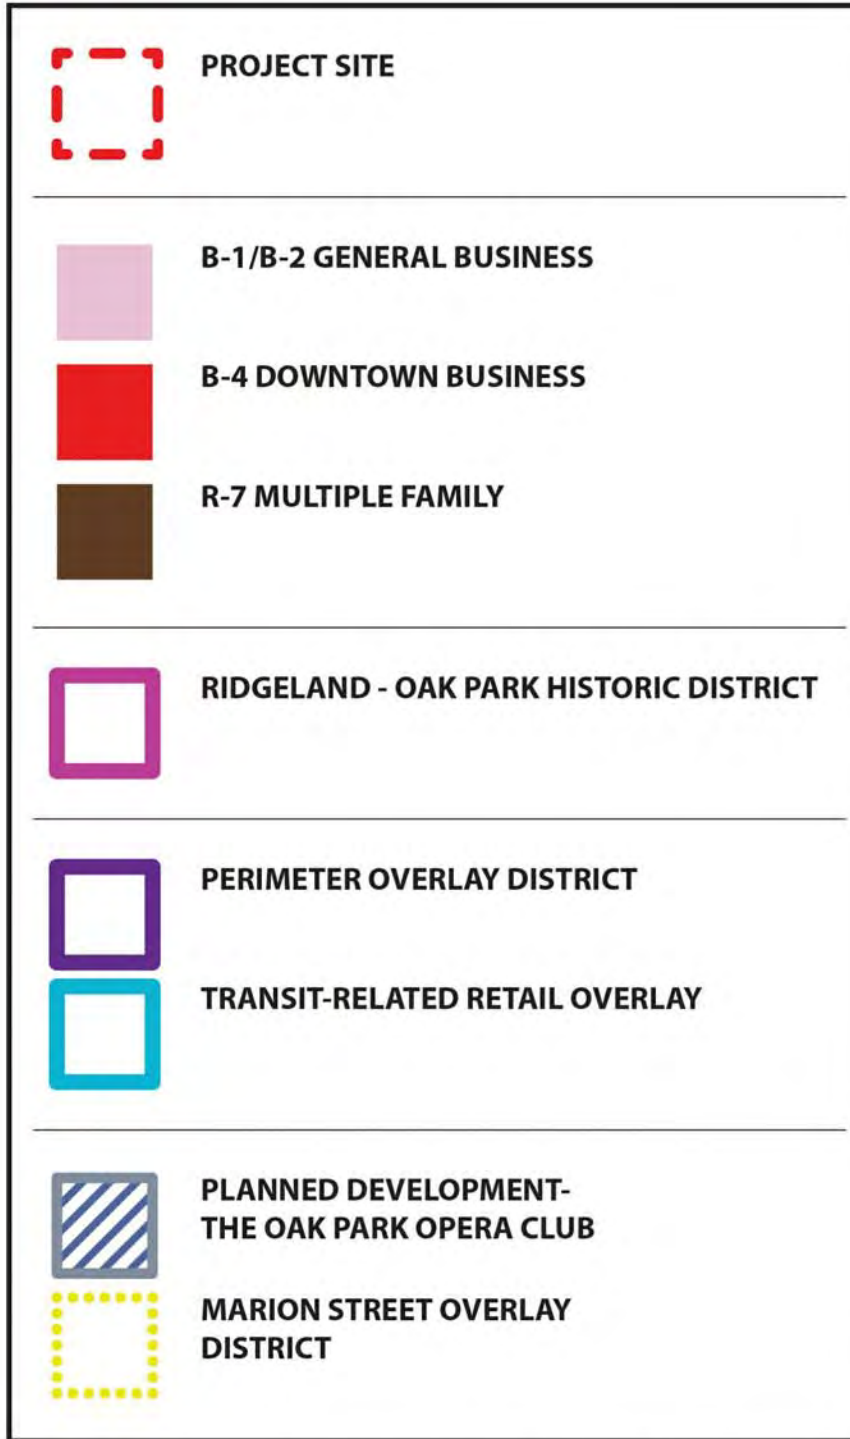 PROJECT SITE
B-1/B-2 GENERAL BUSINESS
B-4 DOWNTOWN BUSINESS
R-7 MULTIPLE FAMILY
RIDGELAND - OAK PARK HISTORIC DISTRICT
PERIMETER OVERLAY DISTRICT
TRANSIT-RELATED RETAIL OVERLAY
PLANNED DEVELOPMENT-
THE OAK PARK OPERA CLUB
MARION STREET OVERLAY
DISTRICT